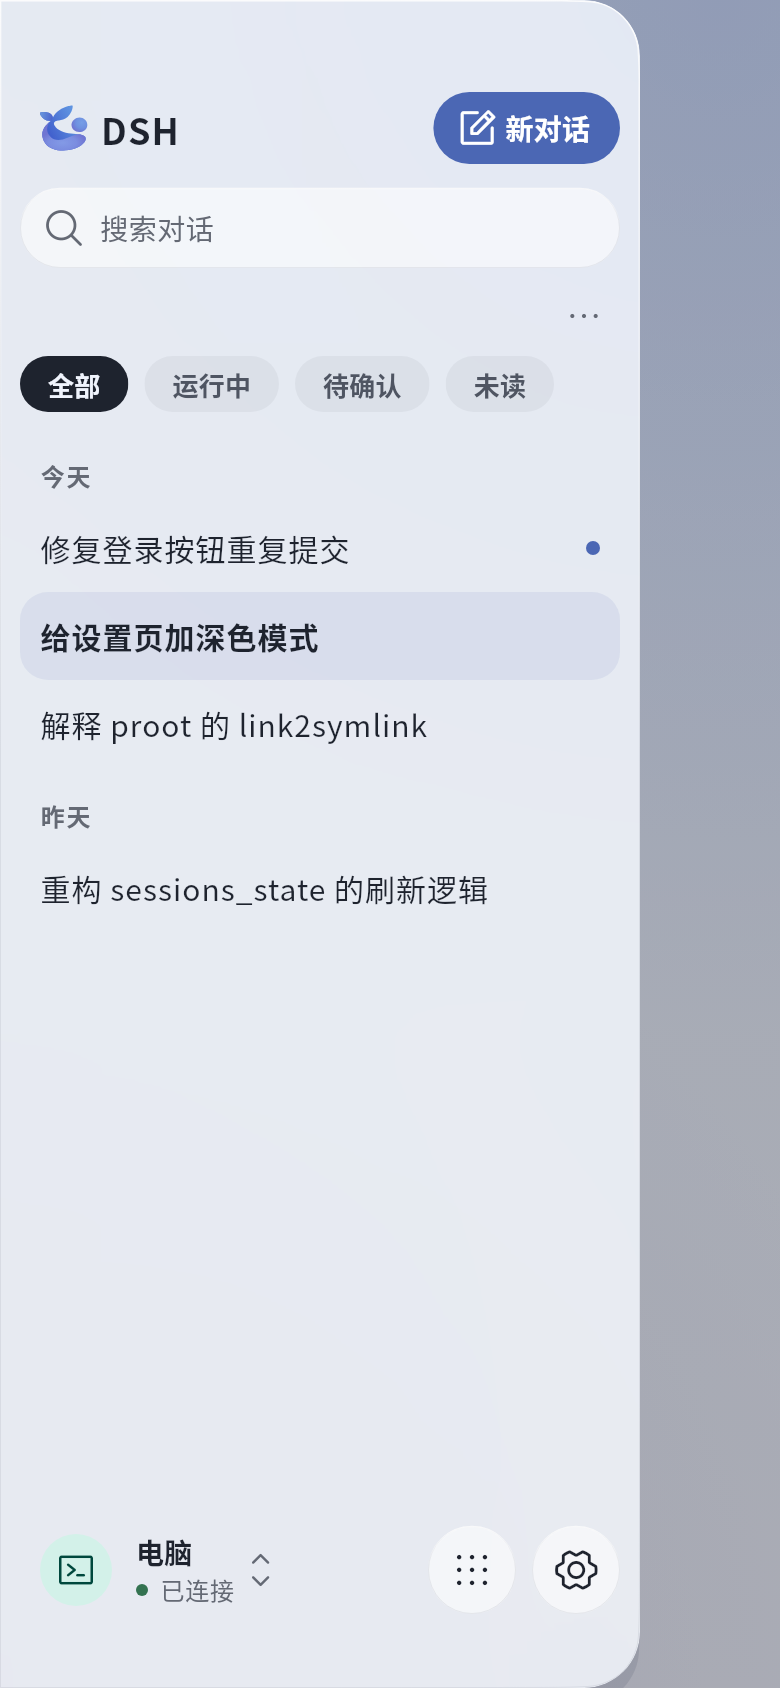 DSH
新对话
搜索对话
...
全部 运行中 待确认 未读
今天
修复登录按钮重复提交
给设置页加深色模式
解释 proot 的 link2symlink
昨天
重构 sessions_state 的刷新逻辑
电脑
已连接